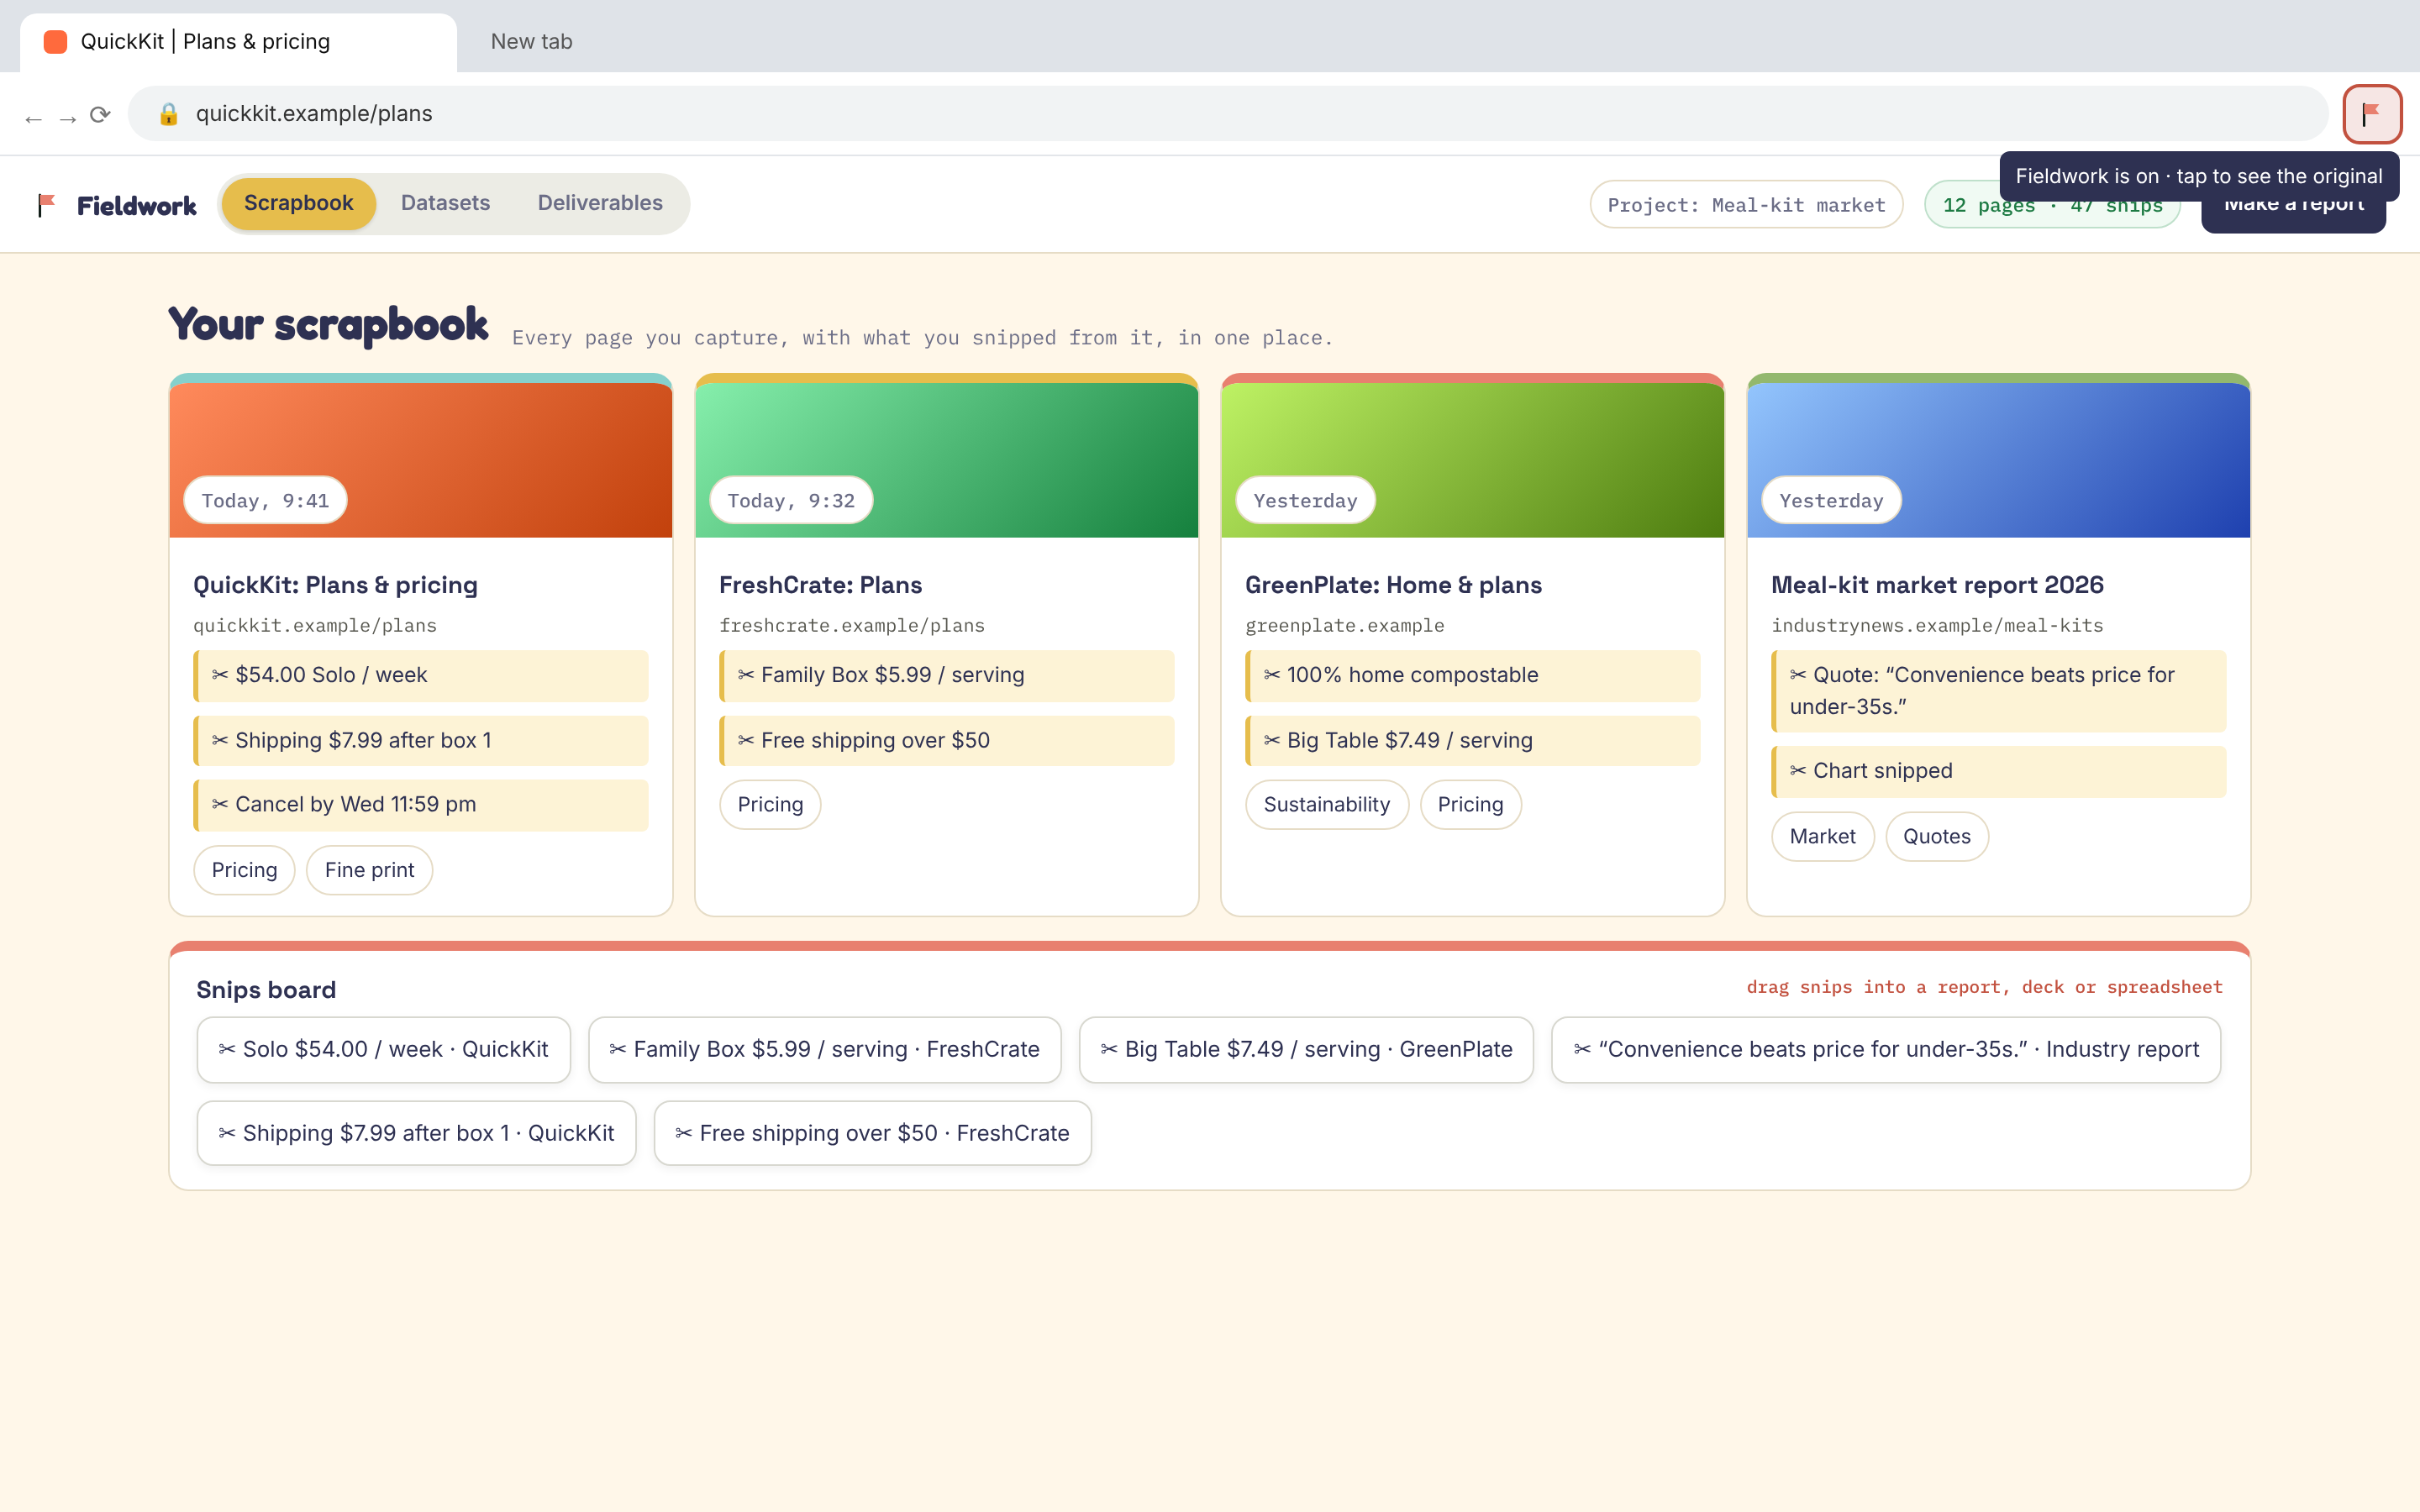 QuickKit | Plans & pricing
New tab
quickkit.example/plans
Fieldwork is on · tap to see the original
Fieldwork
Scrapbook
Datasets
Deliverables
Project: Meal-kit market
12 pages · 47 snips
Make a report
Your scrapbook
Every page you capture, with what you snipped from it, in one place.
Today, 9:41
QuickKit: Plans & pricing
quickkit.example/plans
✂ $54.00 Solo / week
✂ Shipping $7.99 after box 1
✂ Cancel by Wed 11:59 pm
Pricing
Fine print
Today, 9:32
FreshCrate: Plans
freshcrate.example/plans
✂ Family Box $5.99 / serving
✂ Free shipping over $50
Pricing
Yesterday
GreenPlate: Home & plans
greenplate.example
✂ 100% home compostable
✂ Big Table $7.49 / serving
Sustainability
Pricing
Yesterday
Meal-kit market report 2026
industrynews.example/meal-kits
✂ Quote: “Convenience beats price for
under-35s.”
✂ Chart snipped
Market
Quotes
Snips board
drag snips into a report, deck or spreadsheet
✂ Solo $54.00 / week · QuickKit
✂ Family Box $5.99 / serving · FreshCrate
✂ Big Table $7.49 / serving · GreenPlate
✂ “Convenience beats price for under-35s.” · Industry report
✂ Shipping $7.99 after box 1 · QuickKit
✂ Free shipping over $50 · FreshCrate